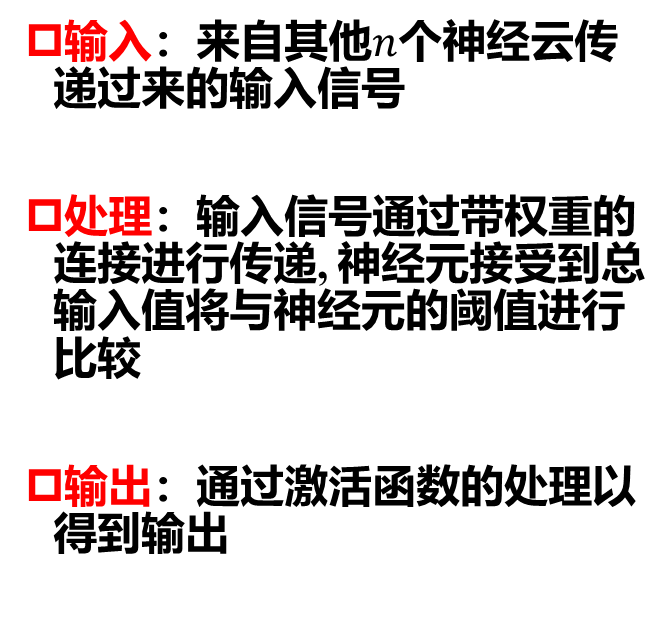 □输入：来自其他n个神经云传
递过来的输入信号
□处理：输入信号通过带权重的
连接进行传递, 神经元接受到总
输入值将与神经元的阈值进行
比较
□输出：通过激活函数的处理以
得到输出